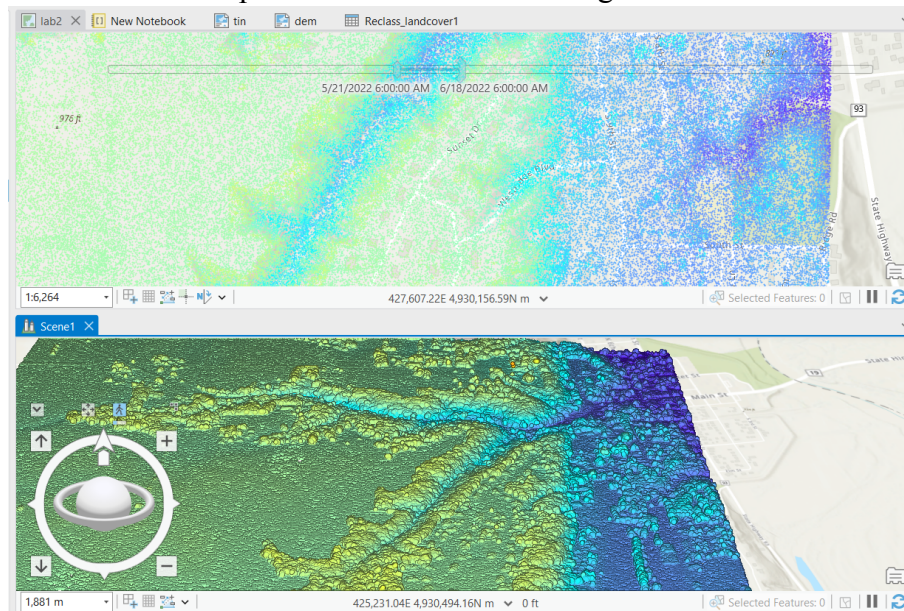 lab2 New Notebook tin dem Reclass_landcover1
5/21/2022 6:00:00 AM 6/18/2022 6:00:00 AM
976 ft
93
Sunset Dr
State Highway
1:6,264
427,607.22E 4,930,156.59N m
Selected Features: 0
Scene1
State Hi
Main St
1,881 m
425,231.04E 4,930,494.16N m 0 ft
Selected Features: 0